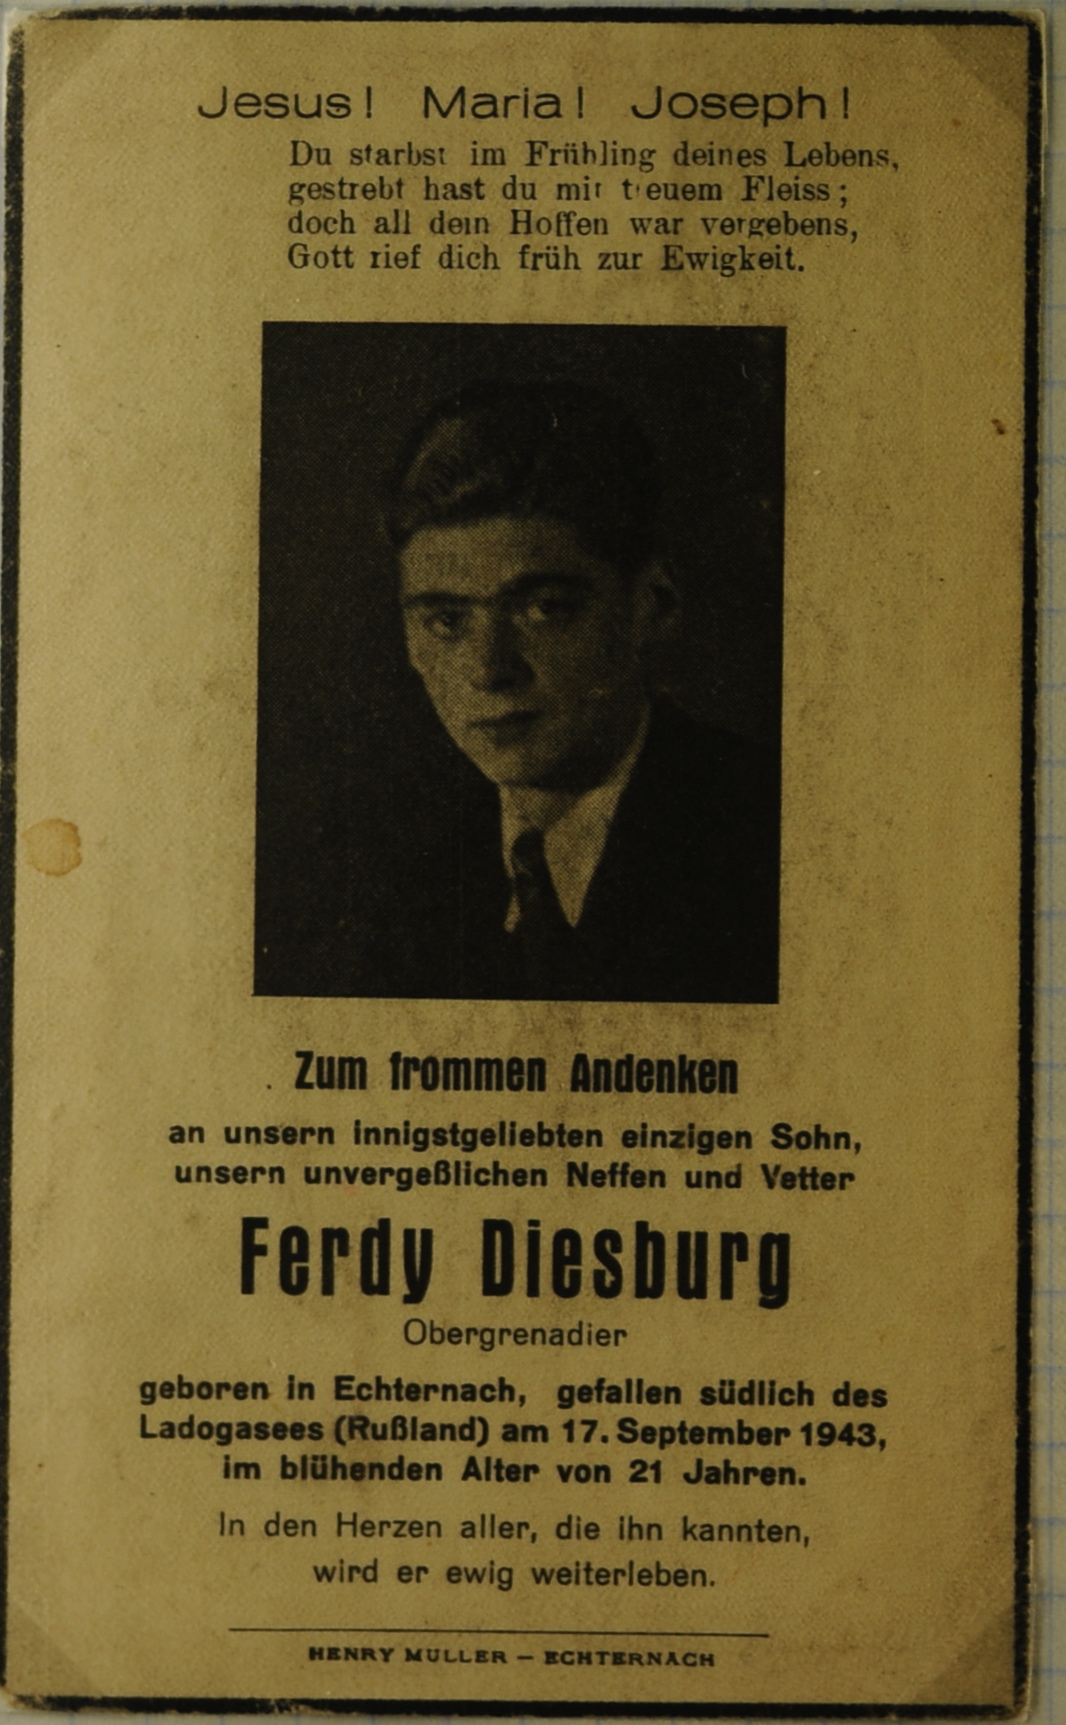 Jesus! Maria! Joseph!
Du starbst im Frühling deines Lebens,
gestrebt hast du mit treuem Fleiss;
doch all dein Hoffen war vergebens,
Gott rief dich früh zur Ewigkeit.
Zum frommen Andenken
an unsern innigstgeliebten einzigen Sohn,
unsern unvergeßlichen Neffen und Vetter
Ferdy Diesburg
Obergrenadier
geboren in Echternach, gefallen südlich des
Ladogasees (Rußland) am 17. September 1943,
im blühenden Alter von 21 Jahren.
In den Herzen aller, die ihn kannten,
wird er ewig weiterleben.
HENRY MULLER — ECHTERNACH